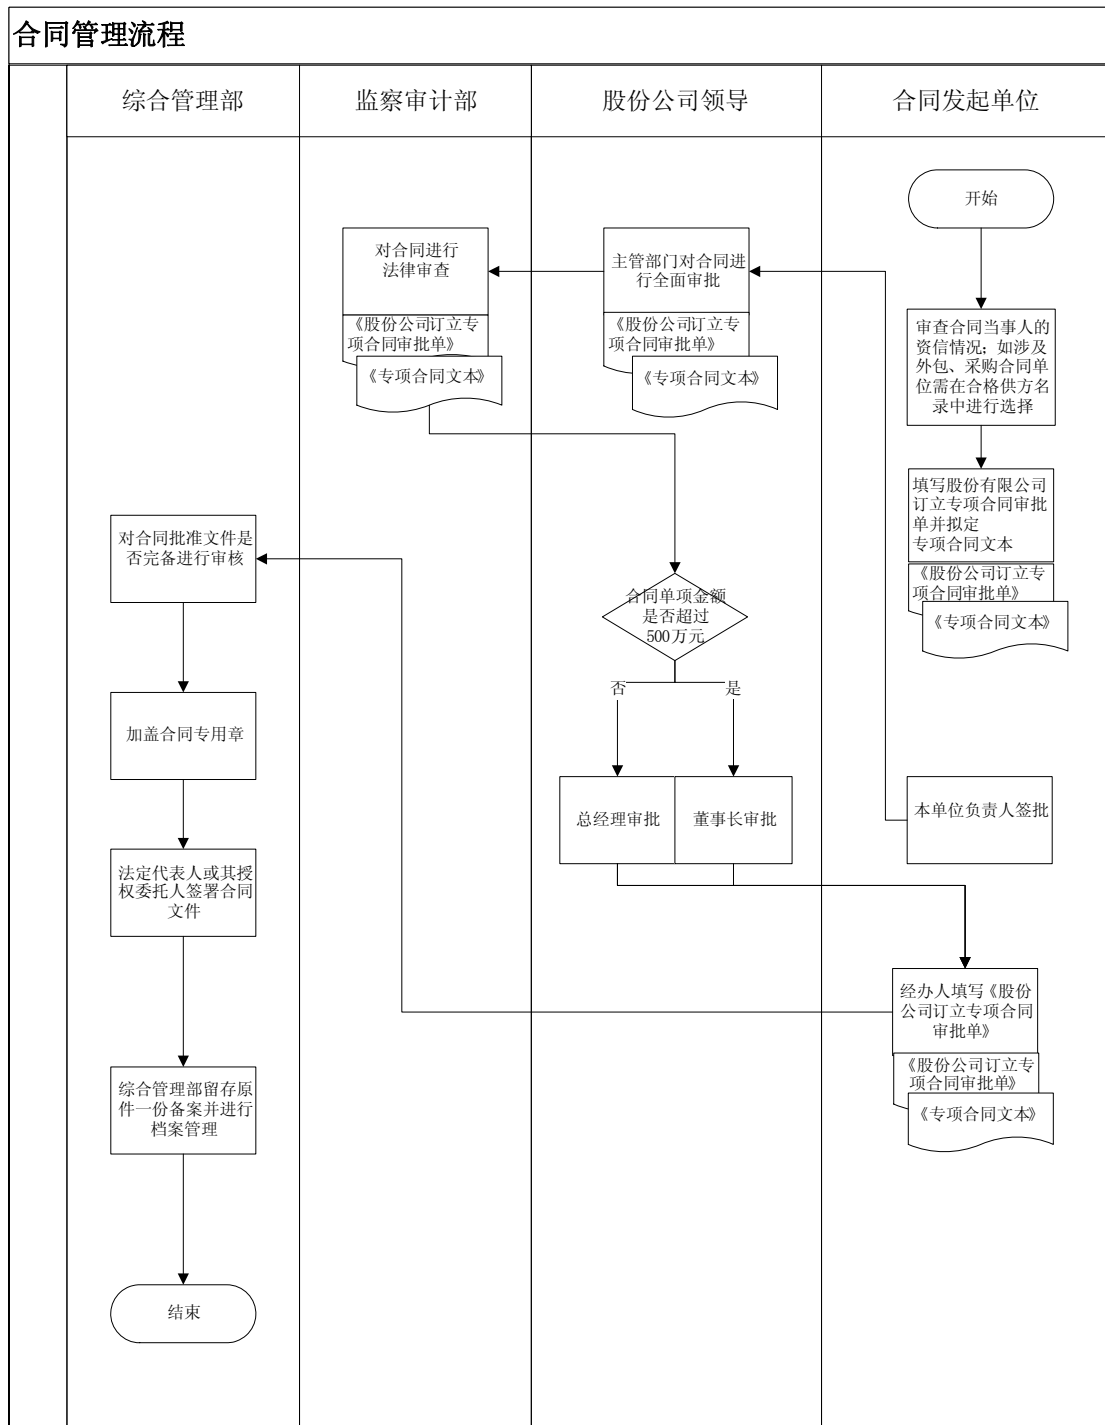 合同管理流程
综合管理部
监察审计部
股份公司领导
合同发起单位
开始
对合同进行
法律审查
《股份公司订立专
项合同审批单》
《专项合同文本》
主管部门对合同进
行全面审批
《股份公司订立专
项合同审批单》
《专项合同文本》
审查合同当事人的
资信情况；如涉及
外包、采购合同单
位需在合格供方名
录中进行选择
填写股份有限公司
订立专项合同审批
单并拟定
专项合同文本
《股份公司订立专
项合同审批单》
《专项合同文本》
对合同批准文件是
否完备进行审核
合同单项金额
是否超过
500万元
否
是
加盖合同专用章
总经理审批
董事长审批
本单位负责人签批
法定代表人或其授
权委托人签署合同
文件
经办人填写《股份
公司订立专项合同
审批单》
《股份公司订立专
项合同审批单》
《专项合同文本》
综合管理部留存原
件一份备案并进行
档案管理
结束